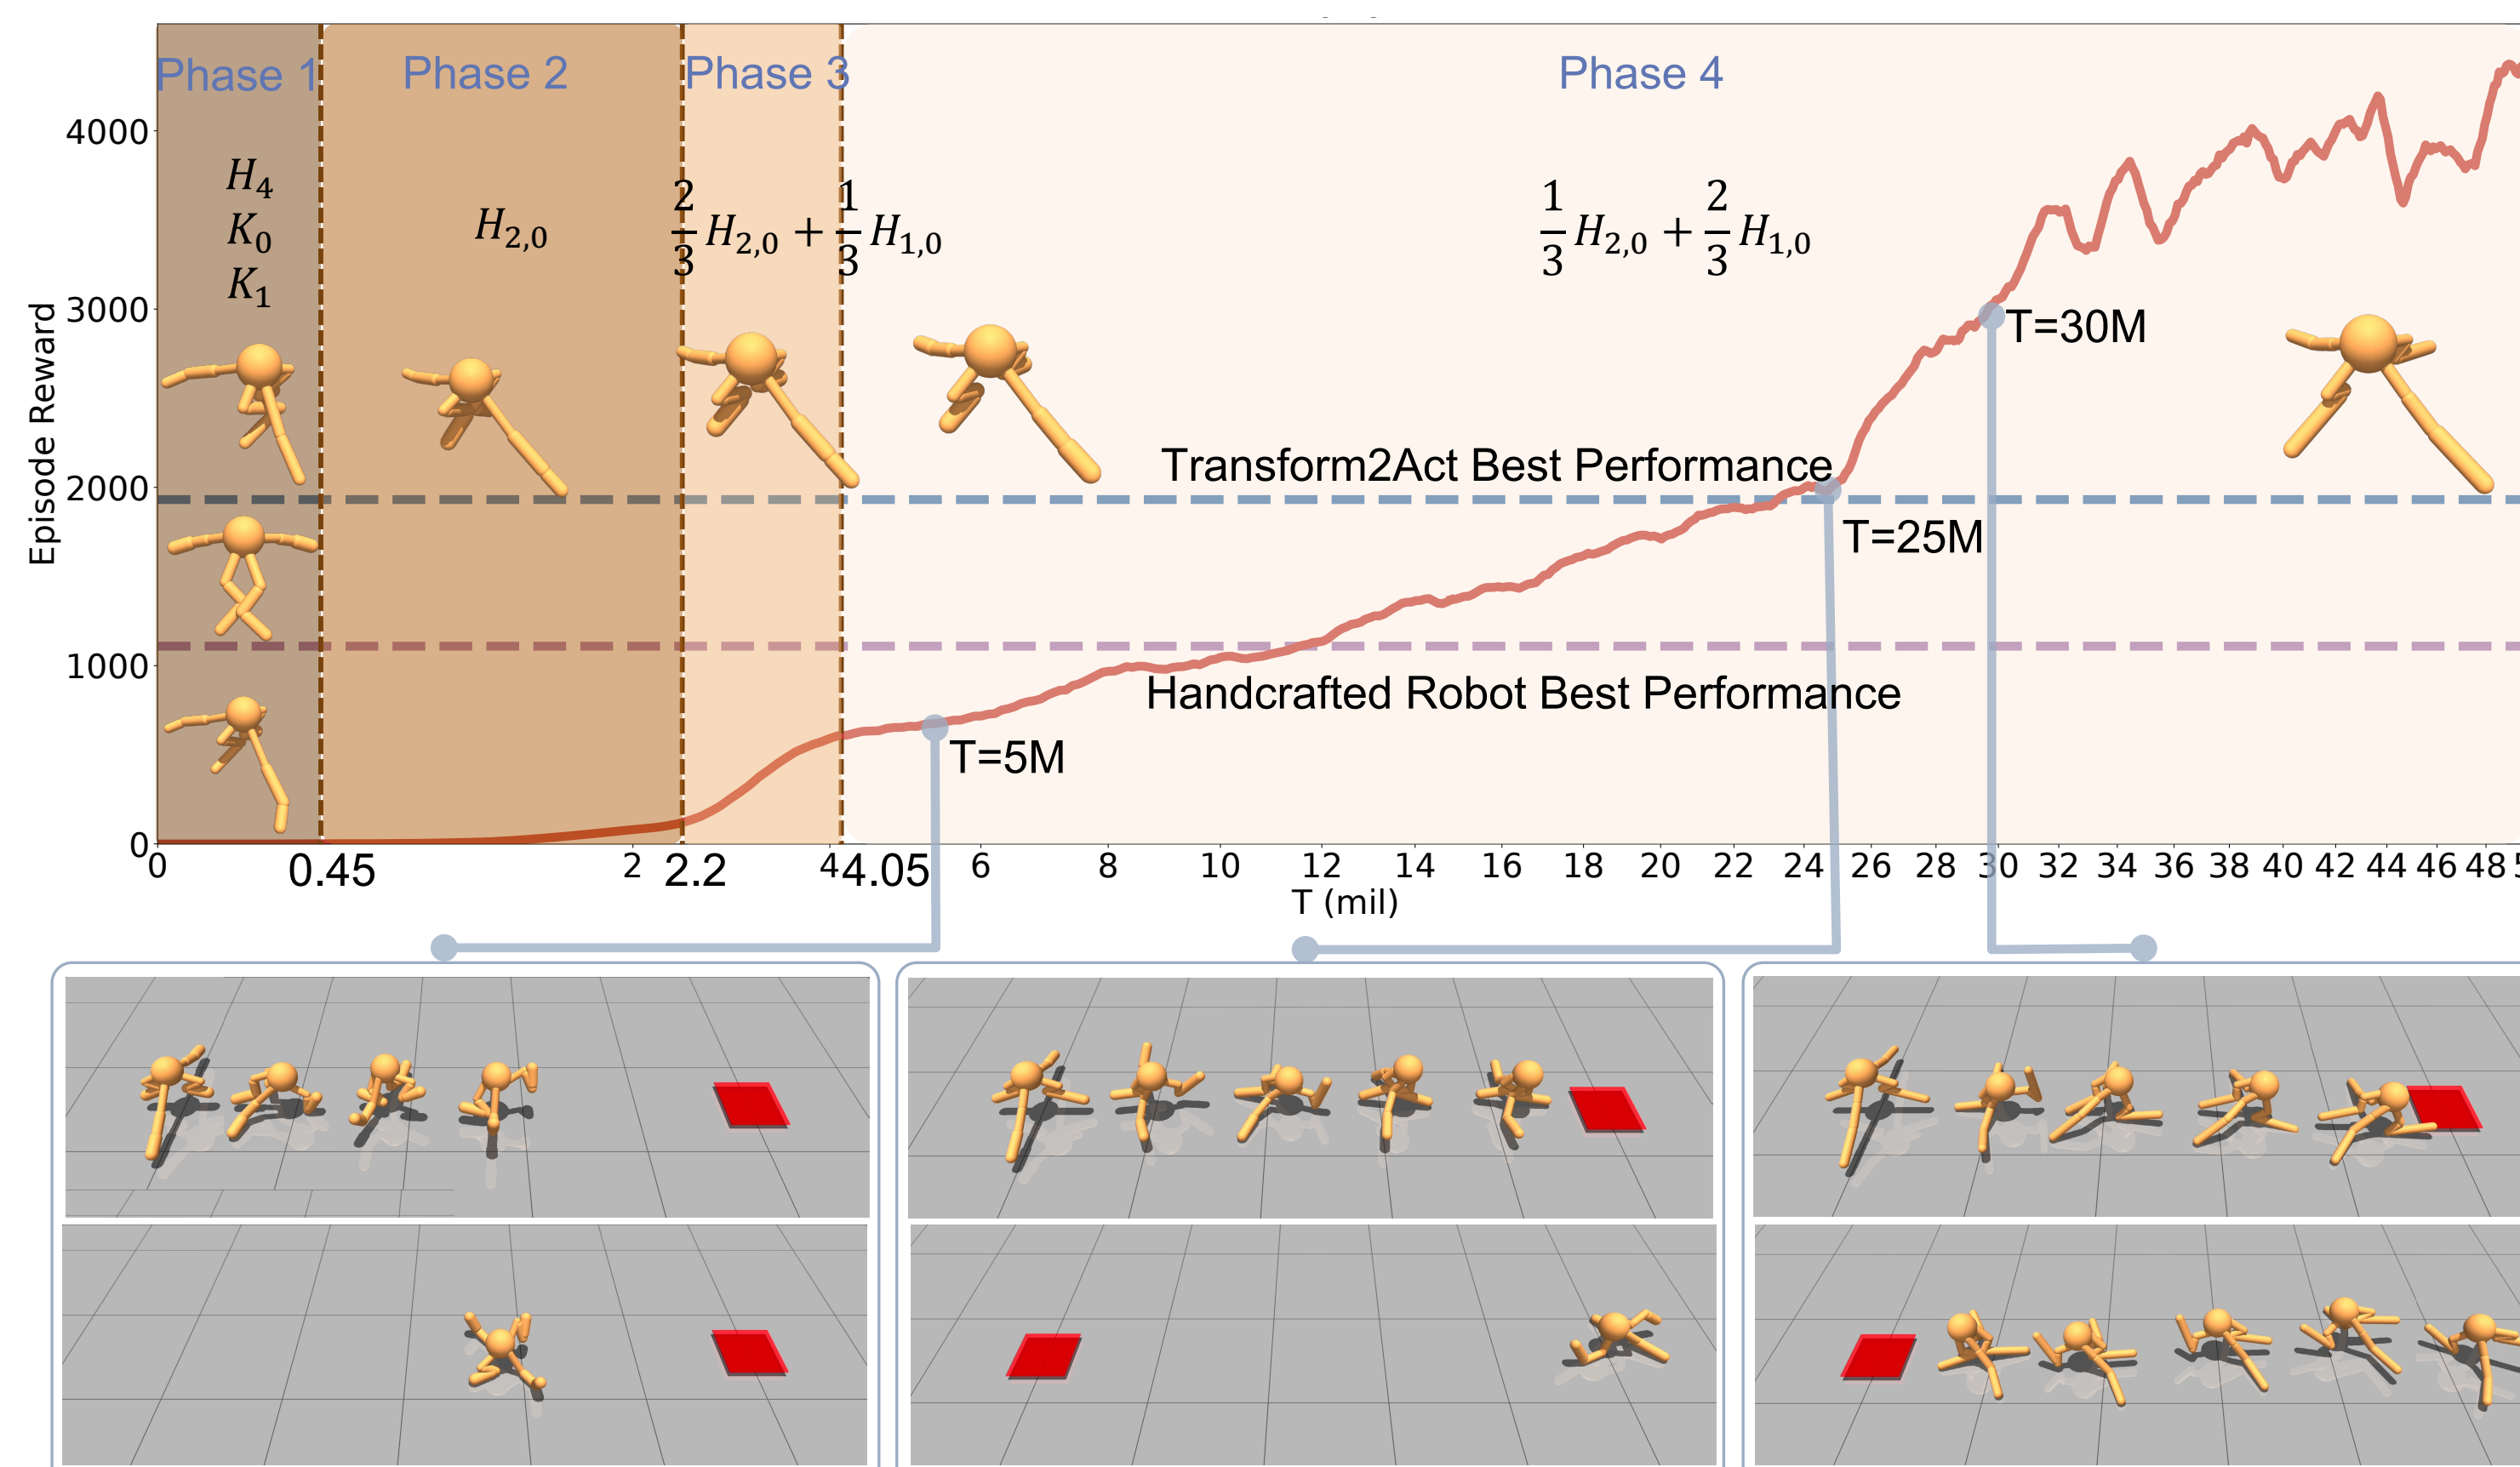 Phase 1 Phase 2 Phase 3 Phase 4
4000
H₄
K₀
K₁
H₂,₀
2/3 H₂,₀ + 1/3 H₁,₀
1/3 H₂,₀ + 2/3 H₁,₀
3000
T=30M
Episode Reward
Transform2Act Best Performance
2000
T=25M
1000
Handcrafted Robot Best Performance
T=5M
0
0 0.45 2 2.2 4 4.05 6 8 10 12 14 16 18 20 22 24 26 28 30 32 34 36 38 40 42 44 46 48
T (mil)